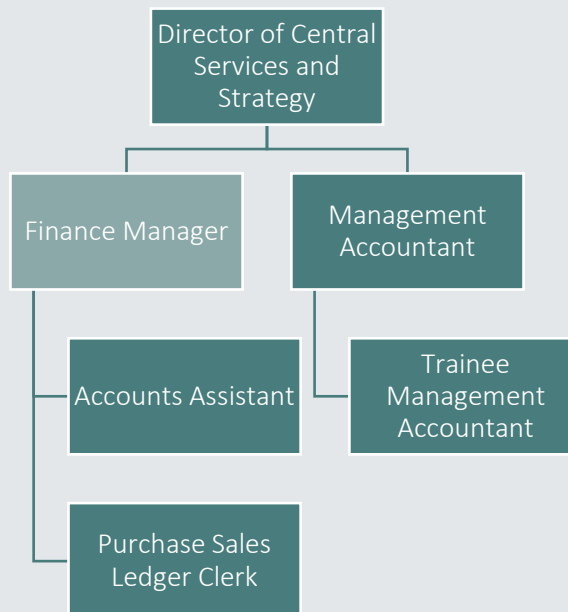 Director of Central
Services and
Strategy
Finance Manager
Management
Accountant
Accounts Assistant
Trainee
Management
Accountant
Purchase Sales
Ledger Clerk